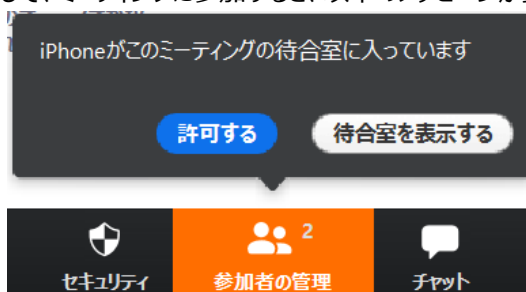 iPhoneがこのミーティングの待合室に入っています
許可する
待合室を表示する
2
セキュリティ
参加者の管理
チャット